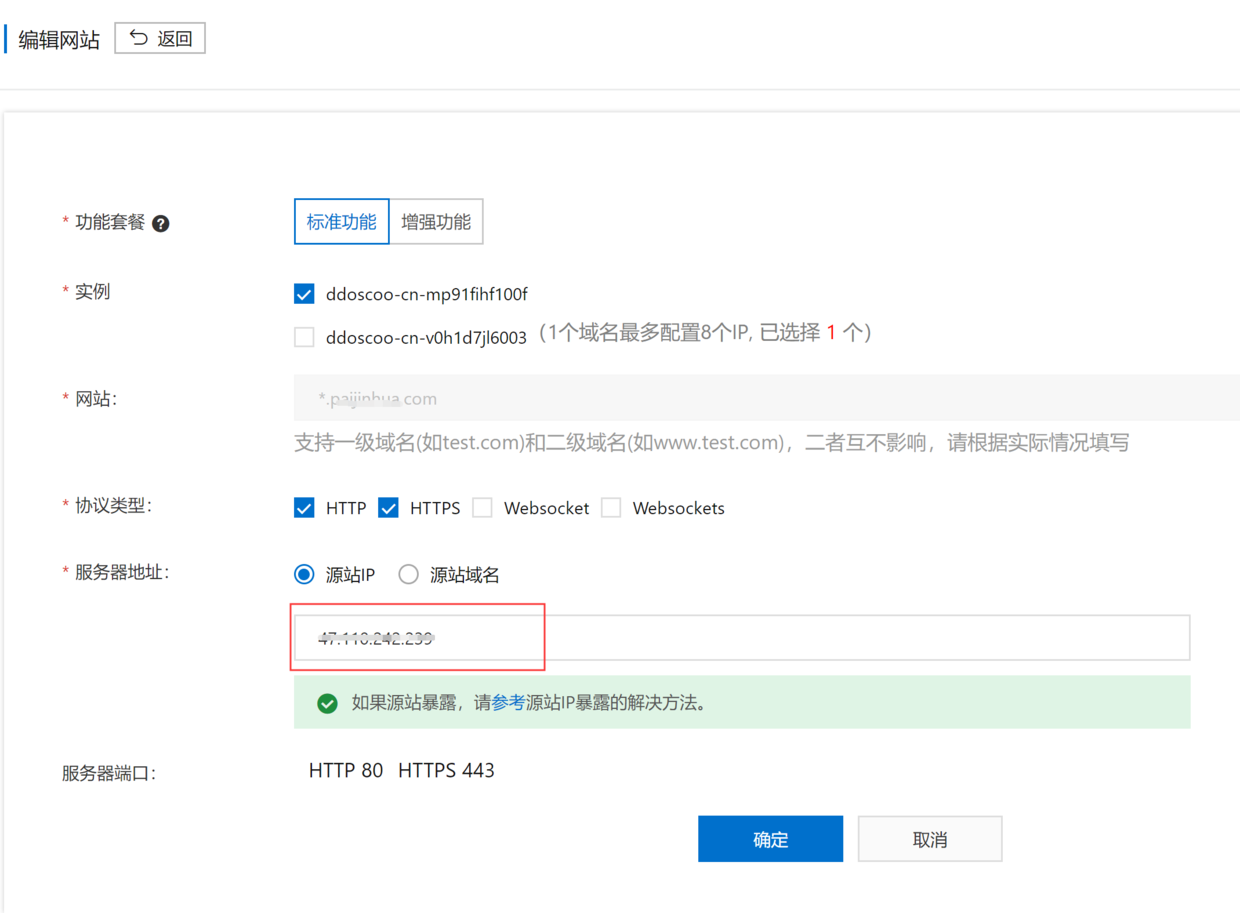 编辑网站 返回
* 功能套餐 ? 标准功能 增强功能
* 实例 ddoscoo-cn-mp91fihf100f
ddoscoo-cn-v0h1d7jl6003 (1个域名最多配置8个IP, 已选择 1 个)
* 网站: *.paijinhua.com
支持一级域名(如test.com)和二级域名(如www.test.com)，二者互不影响，请根据实际情况填写
* 协议类型: HTTP HTTPS Websocket Websockets
* 服务器地址: 源站IP 源站域名
如果源站暴露，请参考源站IP暴露的解决方法。
服务器端口: HTTP 80 HTTPS 443
确定 取消